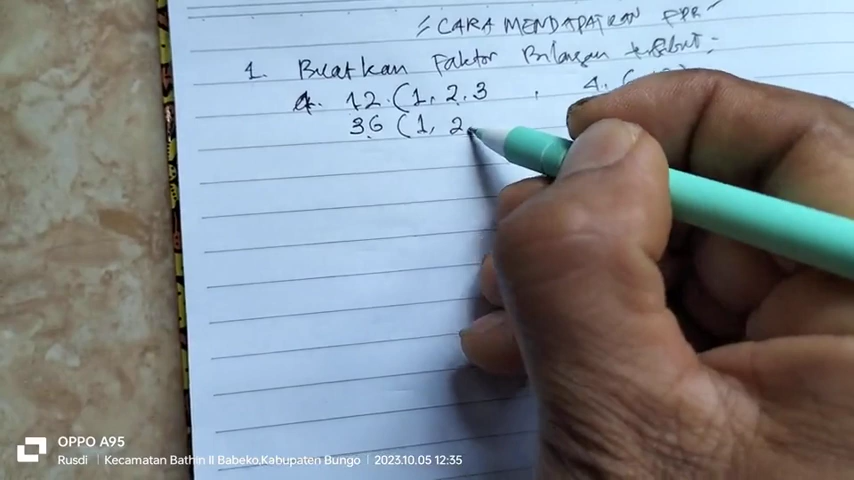 = CARA MENDAPATKAN FPB
1. Buatkan Faktor Bilangan tersebut:
a. 12. (1, 2, 3 , 4. (
36 (1, 2
OPPO A95
Rusdi | Kecamatan Bathin II Babeko,Kabupaten Bungo | 2023.10.05 12:35